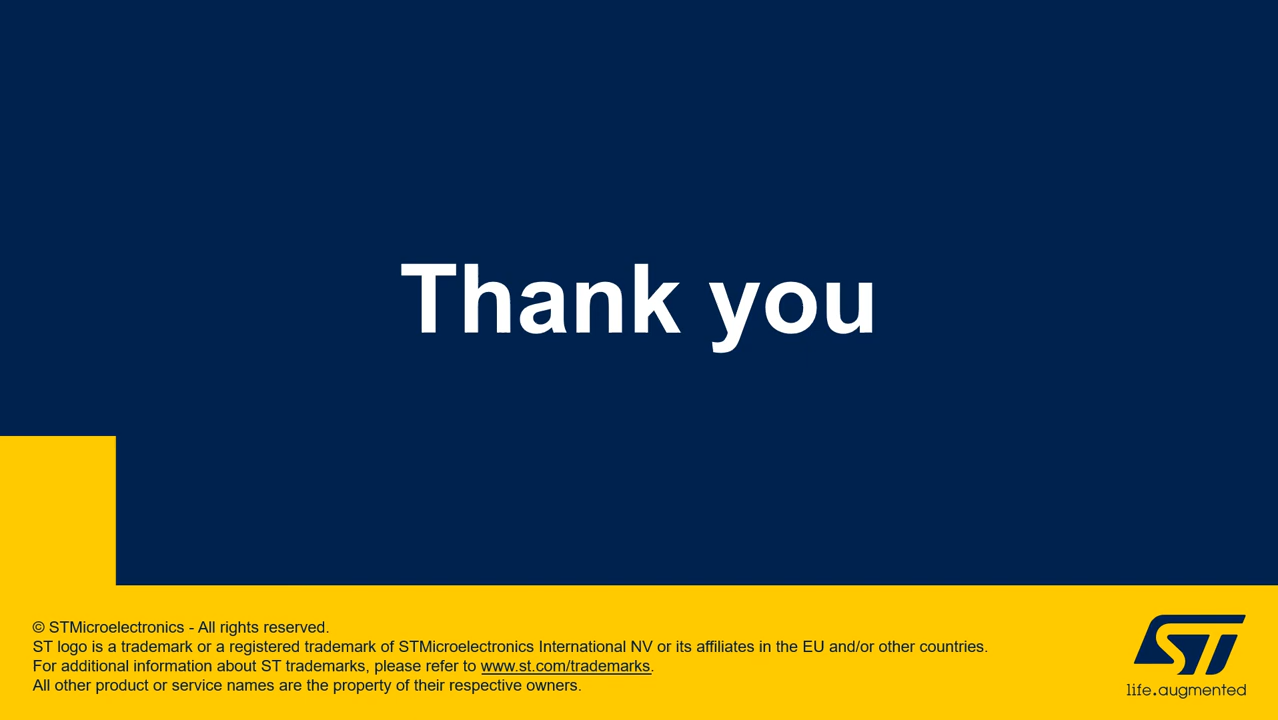 Thank you
© STMicroelectronics - All rights reserved.
ST logo is a trademark or a registered trademark of STMicroelectronics International NV or its affiliates in the EU and/or other countries.
For additional information about ST trademarks, please refer to www.st.com/trademarks.
All other product or service names are the property of their respective owners.
ST
life.augmented